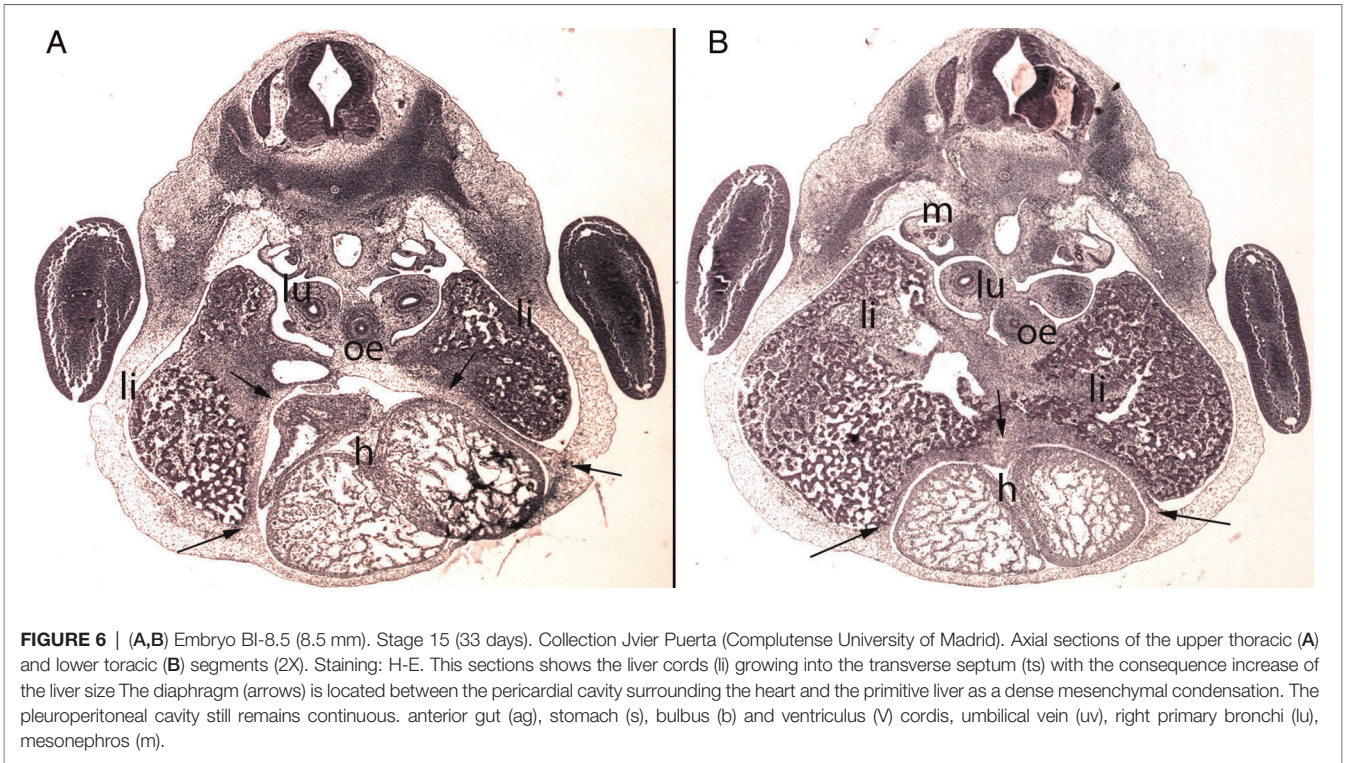 A
B
m
lu
lu
li
li
oe
oe
li
li
h
h
FIGURE 6 | (A,B) Embryo BI-8.5 (8.5 mm). Stage 15 (33 days). Collection Jvier Puerta (Complutense University of Madrid). Axial sections of the upper thoracic (A)
and lower toracic (B) segments (2X). Staining: H-E. This sections shows the liver cords (li) growing into the transverse septum (ts) with the consequence increase of
the liver size The diaphragm (arrows) is located between the pericardial cavity surrounding the heart and the primitive liver as a dense mesenchymal condensation. The
pleuroperitoneal cavity still remains continuous. anterior gut (ag), stomach (s), bulbus (b) and ventriculus (V) cordis, umbilical vein (uv), right primary bronchi (lu),
mesonephros (m).